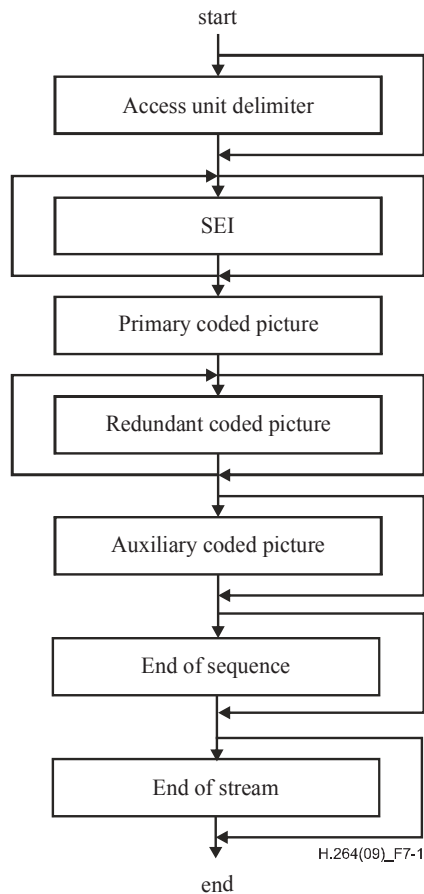 start
Access unit delimiter
SEI
Primary coded picture
Redundant coded picture
Auxiliary coded picture
End of sequence
End of stream
H.264(09)_F7-1
end